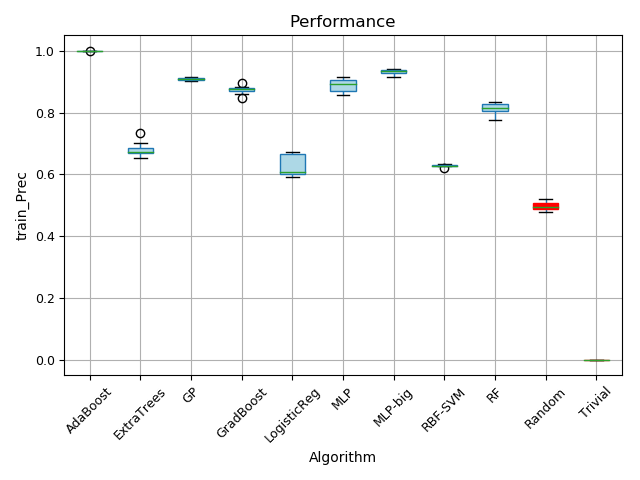 Performance
train_Prec
1.0
0.8
0.6
0.4
0.2
0.0
AdaBoost
ExtraTrees
GP
GradBoost
LogisticReg
MLP
MLP-big
RBF-SVM
RF
Random
Trivial
Algorithm